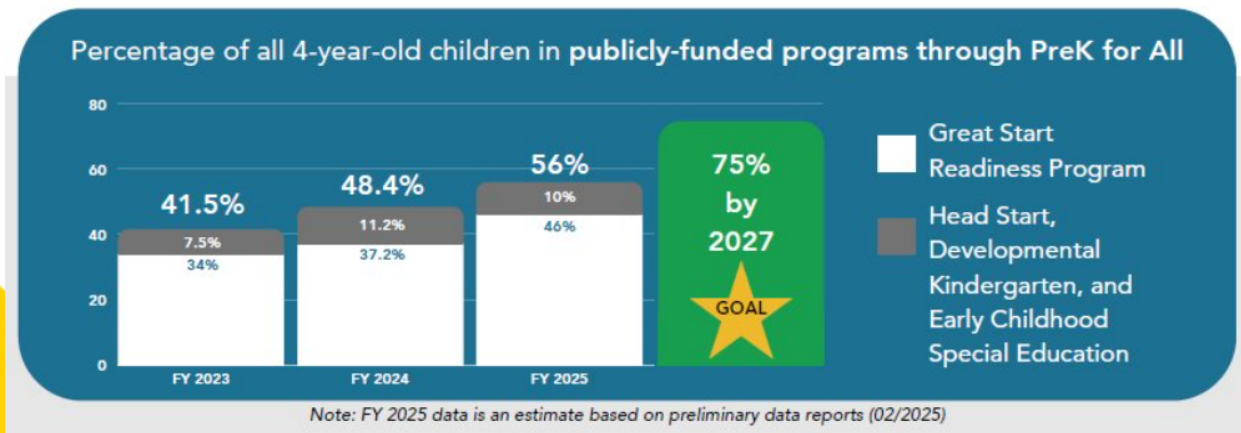 Percentage of all 4-year-old children in publicly-funded programs through PreK for All
80
60
40
20
0
41.5%
7.5%
34%
FY 2023
48.4%
11.2%
37.2%
FY 2024
56%
10%
46%
FY 2025
75%
by
2027
GOAL
Great Start
Readiness Program
Head Start,
Developmental
Kindergarten, and
Early Childhood
Special Education
Note: FY 2025 data is an estimate based on preliminary data reports (02/2025)